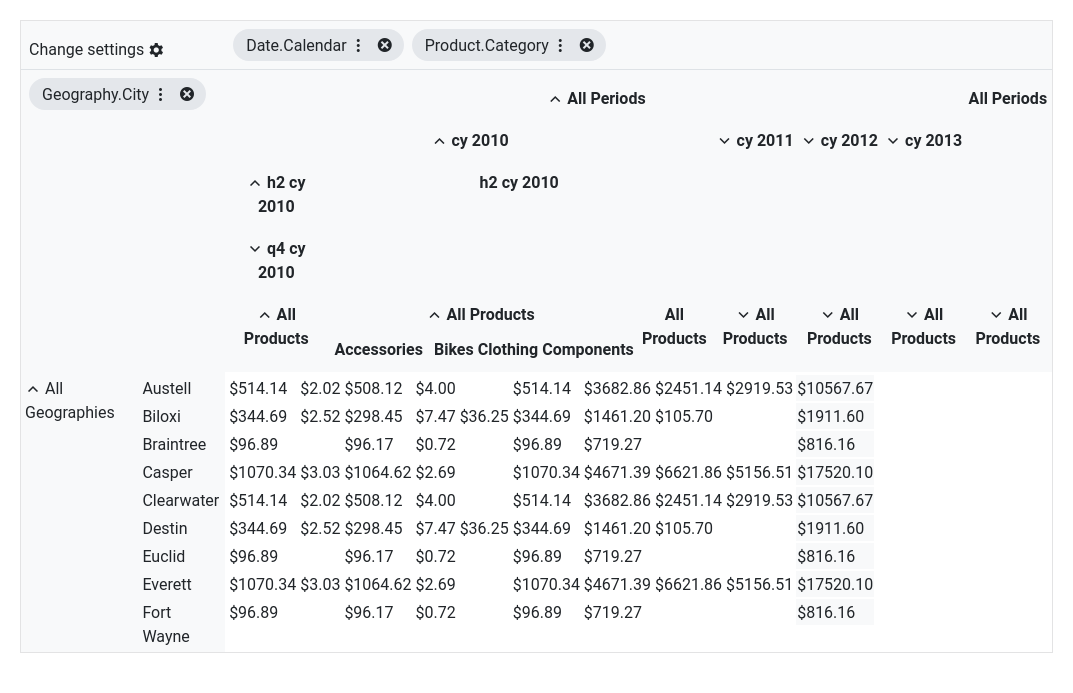 Change settings Date.Calendar Product.Category
Geography.City All Periods All Periods
cy 2010 cy 2011 cy 2012 cy 2013
h2 cy h2 cy 2010
2010
q4 cy
2010
All All Products All All All All All
Products Products Products Products Products Products
Accessories Bikes Clothing Components
All Austell $514.14 $2.02 $508.12 $4.00 $514.14 $3682.86 $2451.14 $2919.53 $10567.67
Geographies
Biloxi $344.69 $2.52 $298.45 $7.47 $36.25 $344.69 $1461.20 $105.70 $1911.60
Braintree $96.89 $96.17 $0.72 $96.89 $719.27 $816.16
Casper $1070.34 $3.03 $1064.62 $2.69 $1070.34 $4671.39 $6621.86 $5156.51 $17520.10
Clearwater $514.14 $2.02 $508.12 $4.00 $514.14 $3682.86 $2451.14 $2919.53 $10567.67
Destin $344.69 $2.52 $298.45 $7.47 $36.25 $344.69 $1461.20 $105.70 $1911.60
Euclid $96.89 $96.17 $0.72 $96.89 $719.27 $816.16
Everett $1070.34 $3.03 $1064.62 $2.69 $1070.34 $4671.39 $6621.86 $5156.51 $17520.10
Fort $96.89 $96.17 $0.72 $96.89 $719.27 $816.16
Wayne